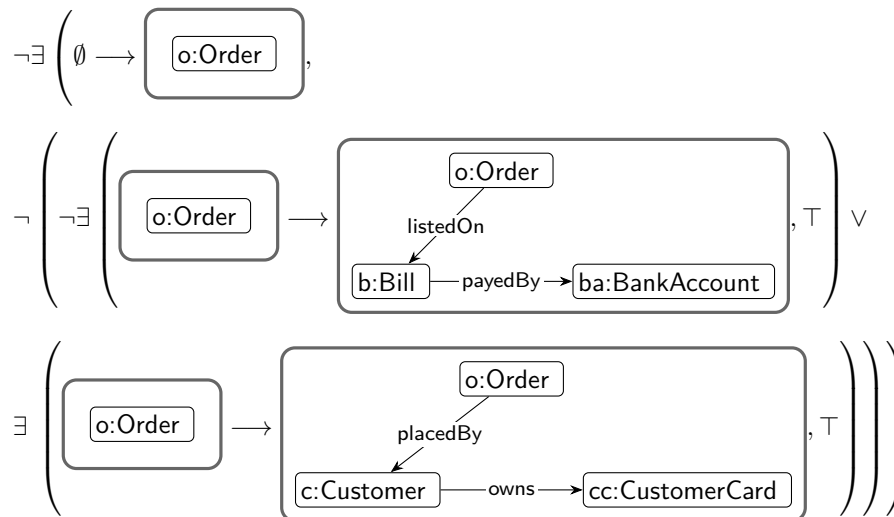 ¬∃ ( ∅ ⟶ o:Order ,
¬ ( ¬∃ ( o:Order ⟶ o:Order
listedOn
b:Bill payedBy ba:BankAccount , ⊤ ) ∨
∃ ( o:Order ⟶ o:Order
placedBy
c:Customer owns cc:CustomerCard , ⊤ ) ) )